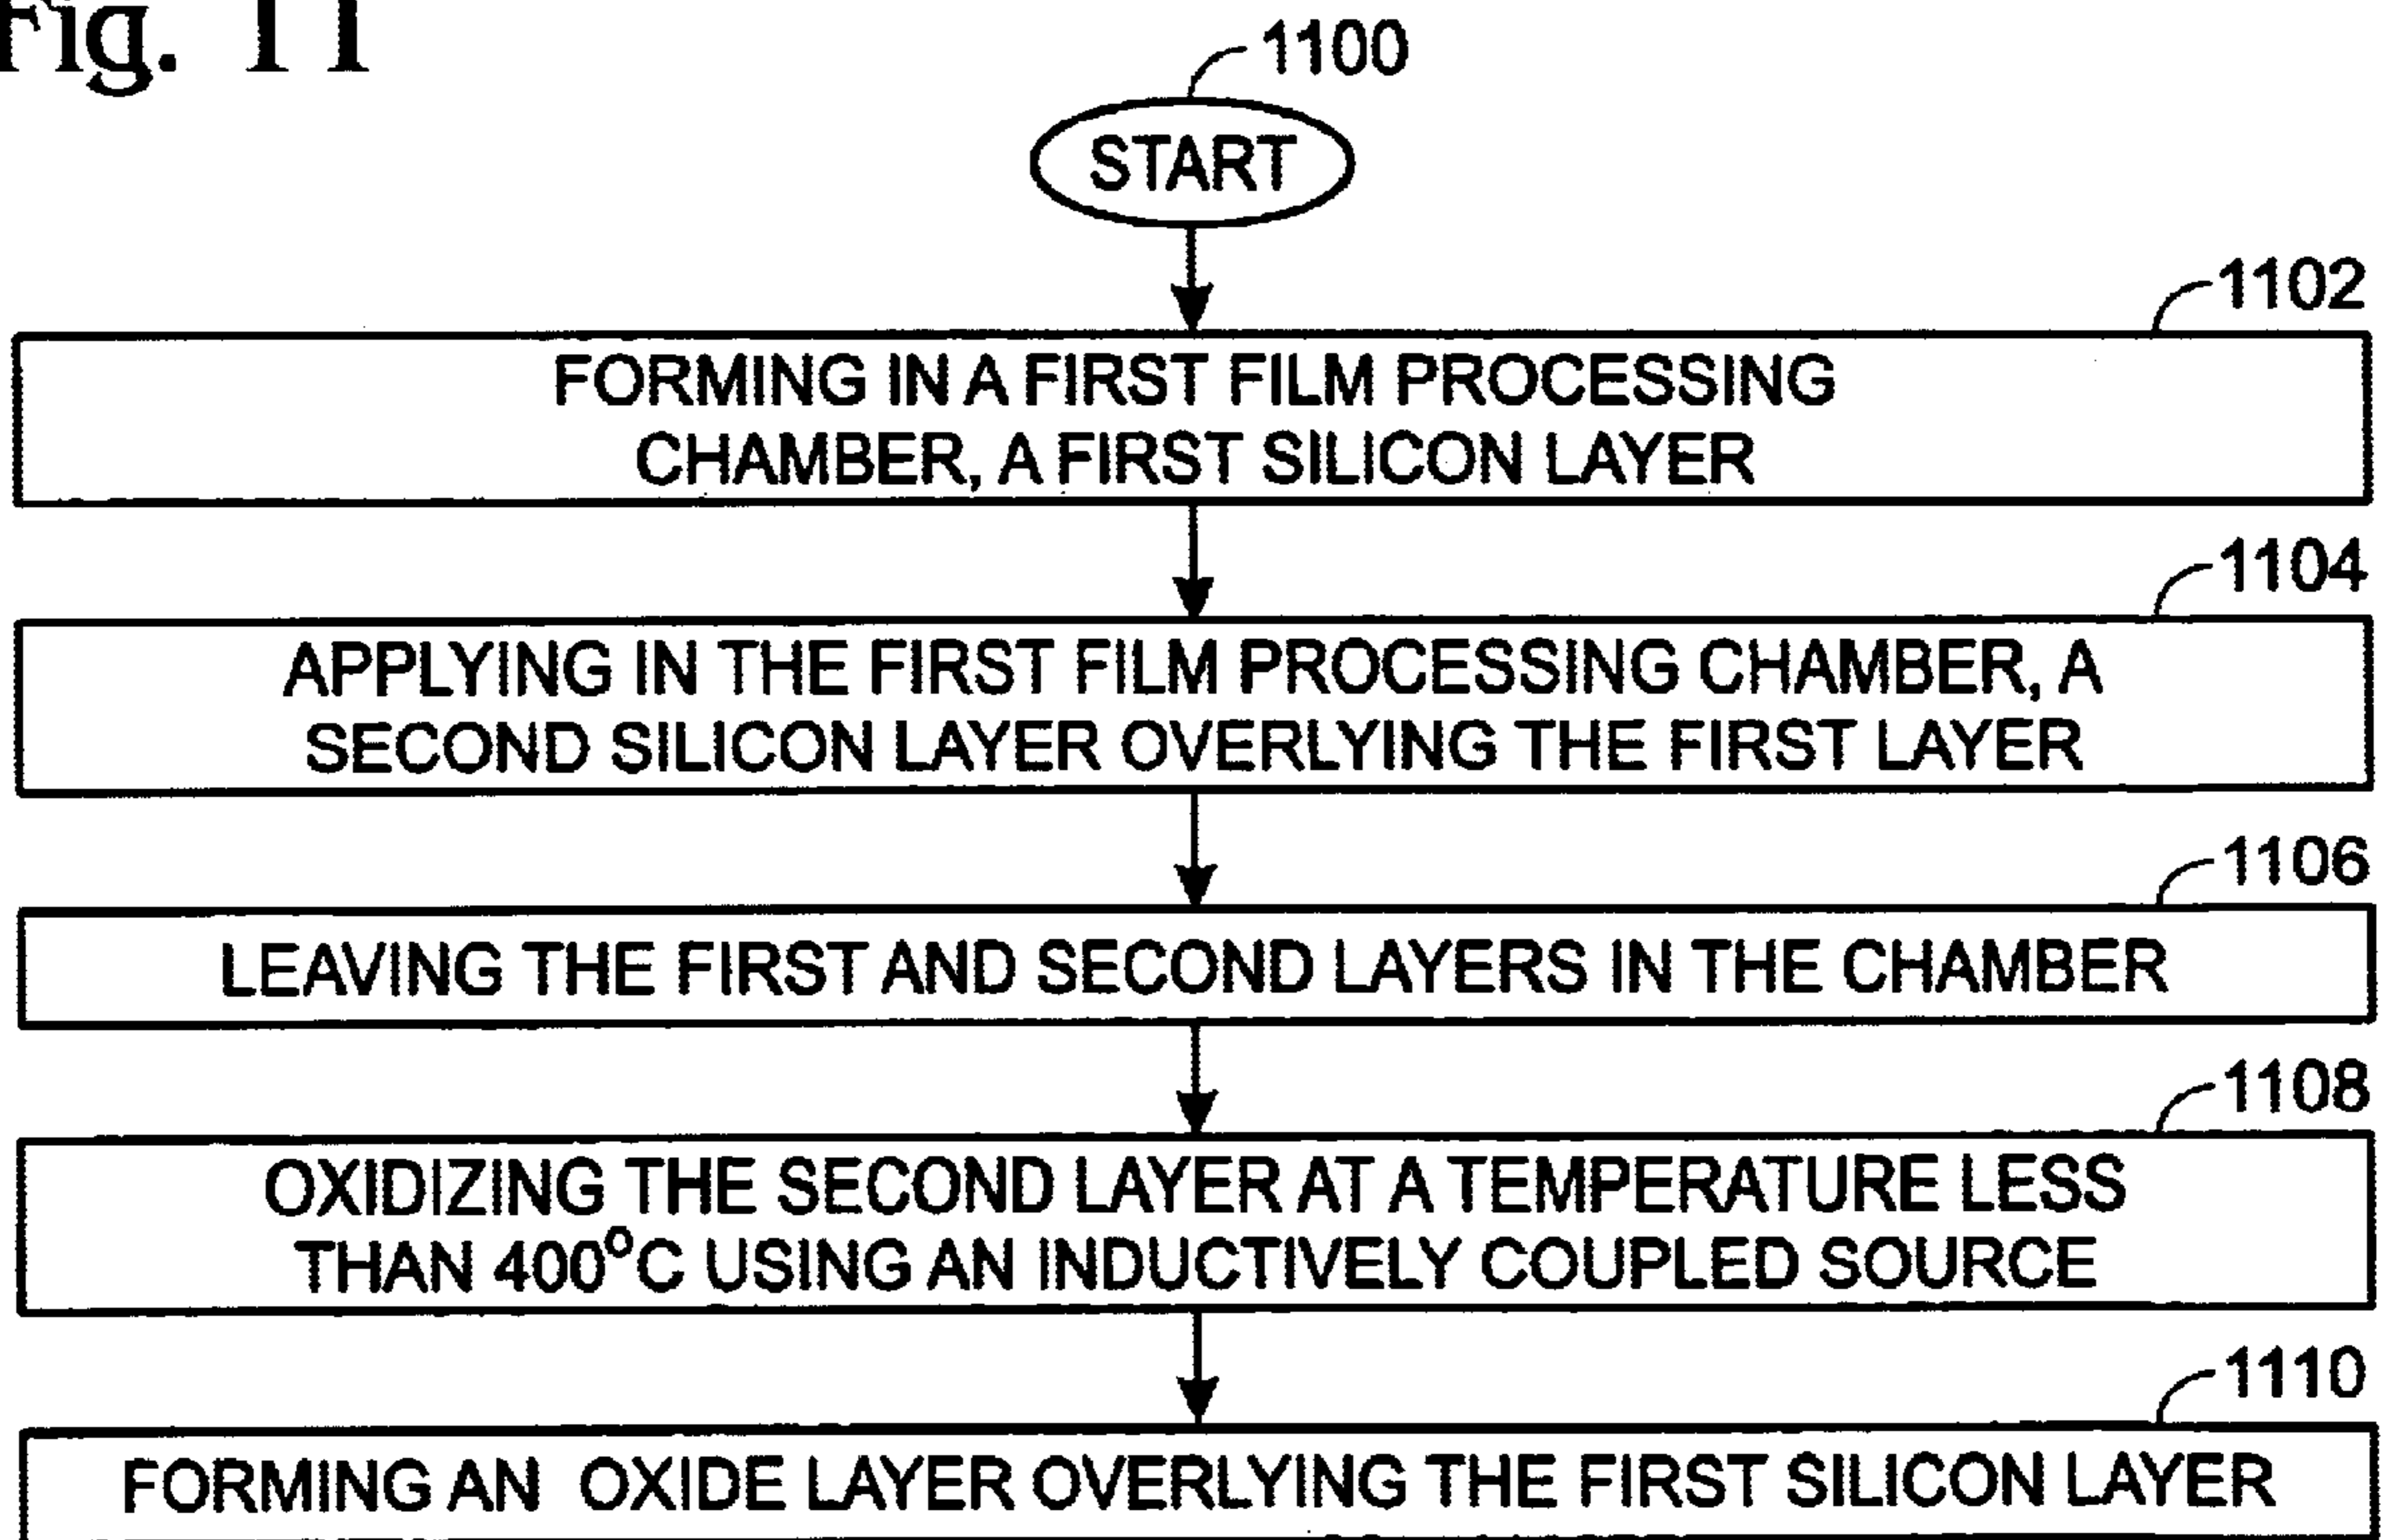 Fig. 11
1100
START
1102
FORMING IN A FIRST FILM PROCESSING
CHAMBER, A FIRST SILICON LAYER
1104
APPLYING IN THE FIRST FILM PROCESSING CHAMBER, A
SECOND SILICON LAYER OVERLYING THE FIRST LAYER
1106
LEAVING THE FIRST AND SECOND LAYERS IN THE CHAMBER
1108
OXIDIZING THE SECOND LAYER AT A TEMPERATURE LESS
THAN 400°C USING AN INDUCTIVELY COUPLED SOURCE
1110
FORMING AN OXIDE LAYER OVERLYING THE FIRST SILICON LAYER